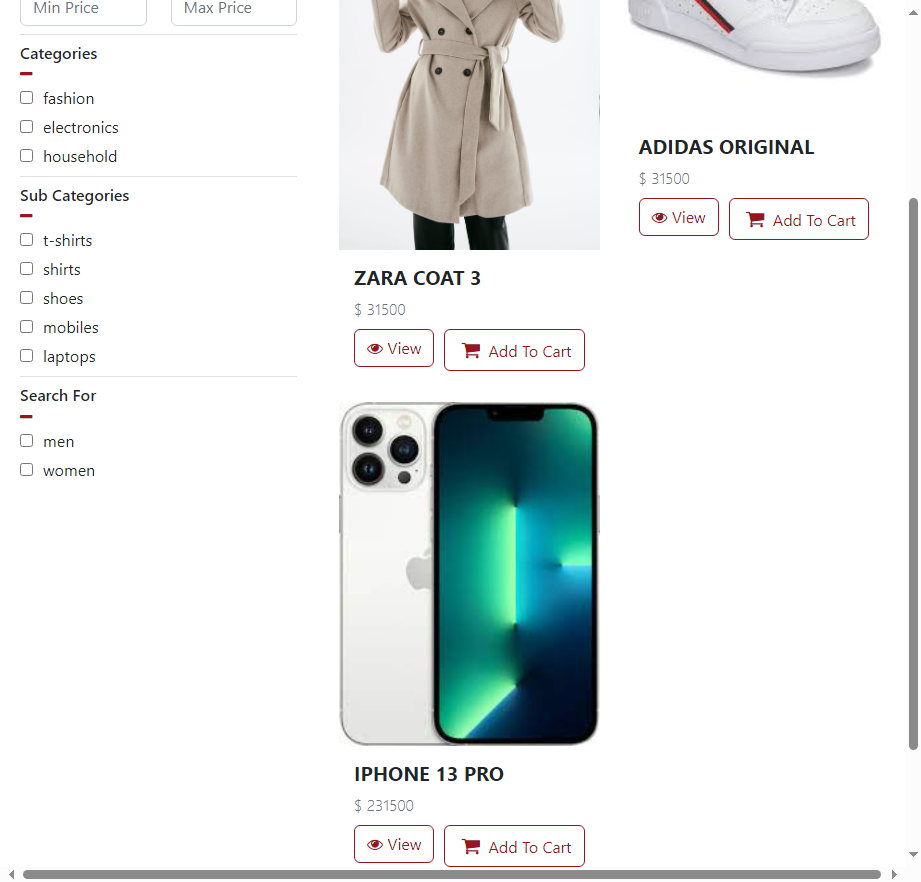 Min Price
Max Price
Categories
fashion
electronics
household
Sub Categories
t-shirts
shirts
shoes
mobiles
laptops
Search For
men
women
ZARA COAT 3
$ 31500
View
Add To Cart
IPHONE 13 PRO
$ 231500
View
Add To Cart
ADIDAS ORIGINAL
$ 31500
View
Add To Cart